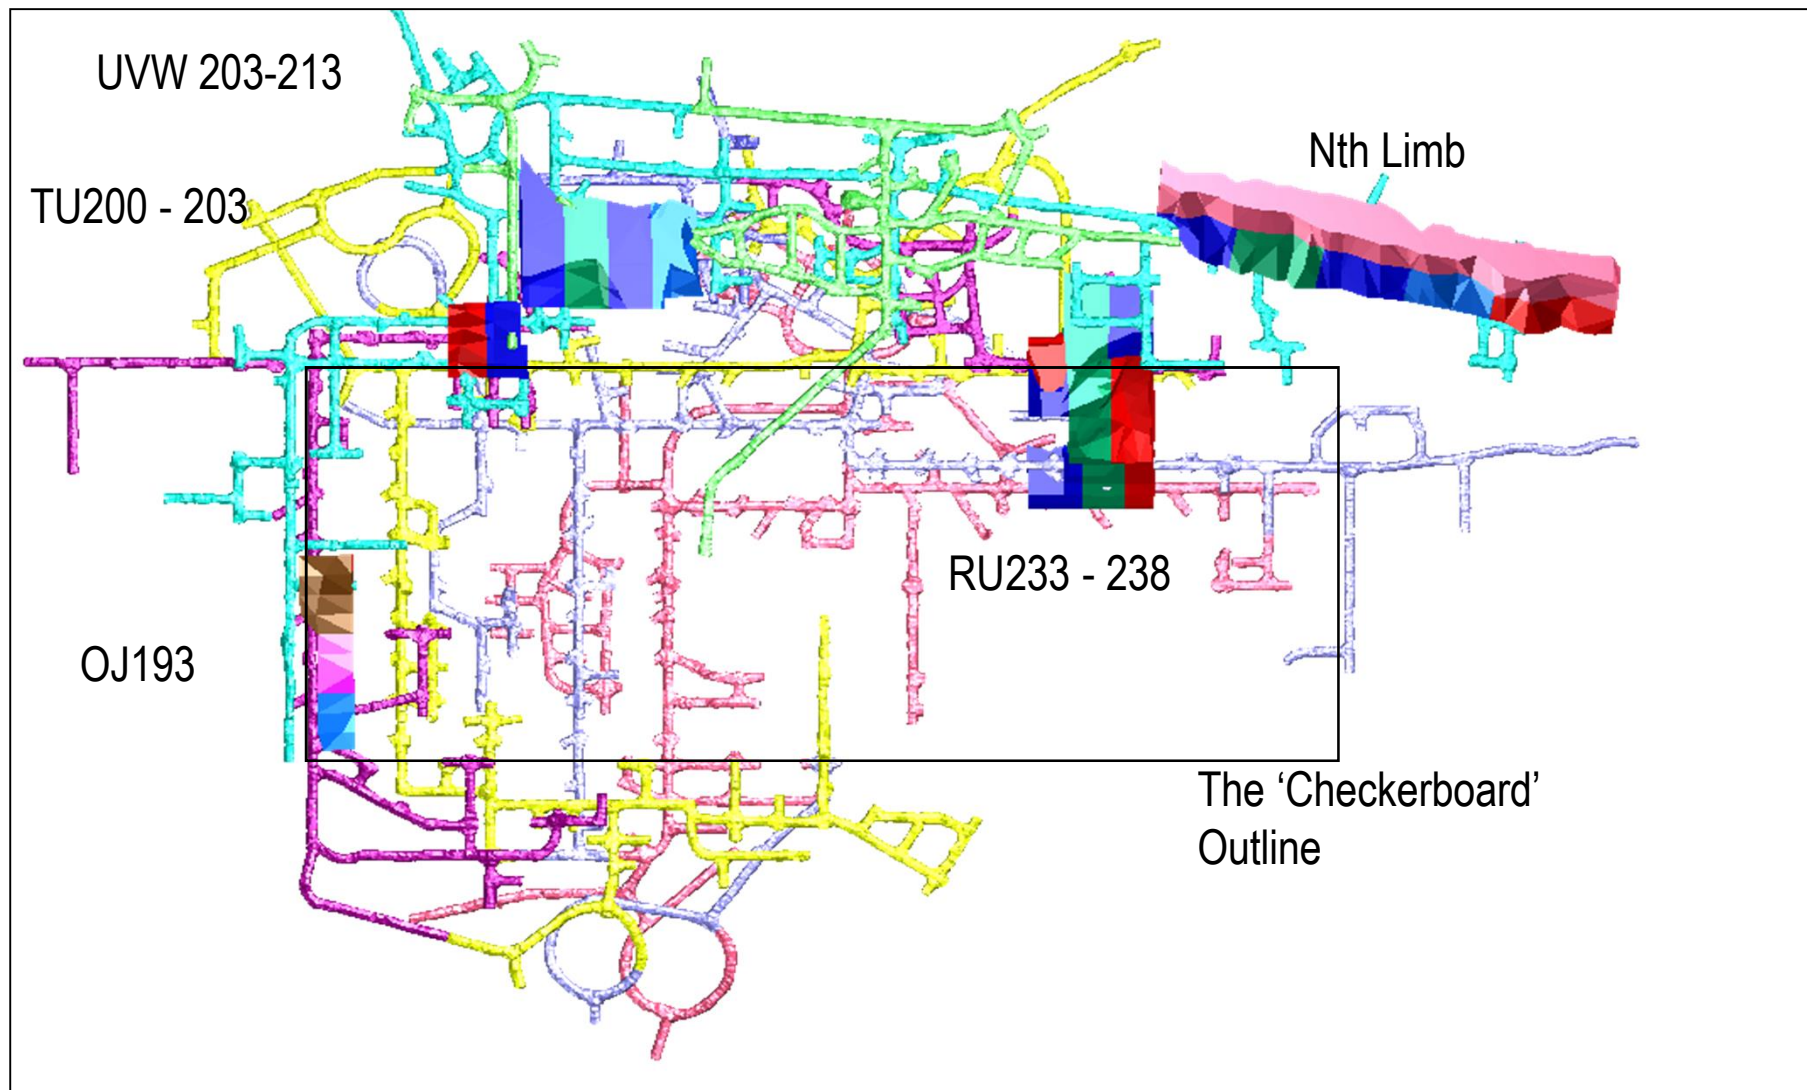 UVW 203-213
Nth Limb
TU200 - 203
RU233 - 238
OJ193
The ‘Checkerboard’
Outline